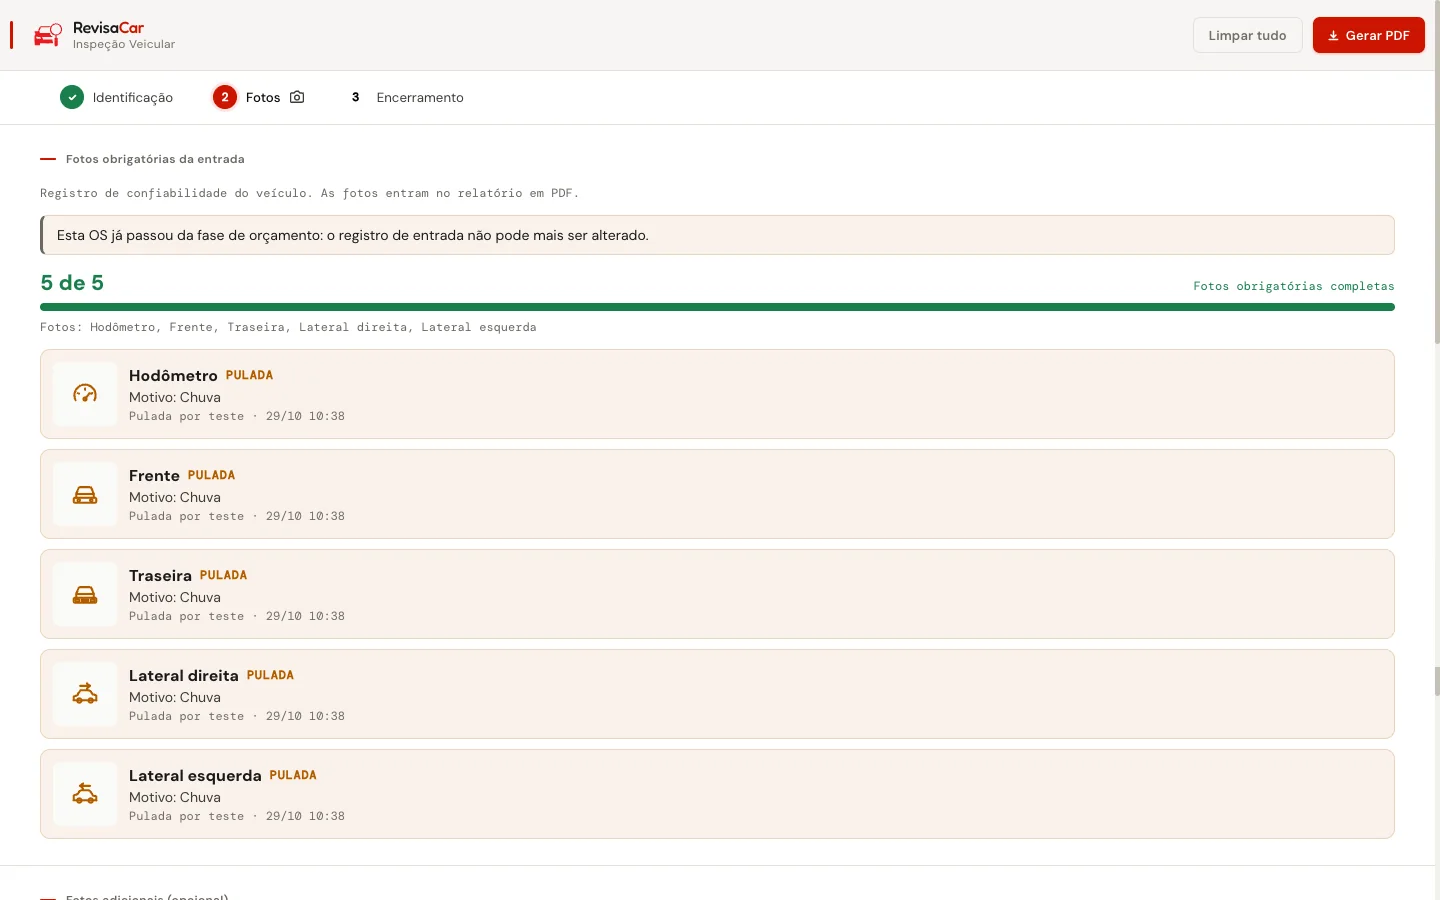 RevisaCar
Inspeção Veicular
Limpar tudo
Gerar PDF
Identificação
2 Fotos
3 Encerramento
Fotos obrigatórias da entrada
Registro de confiabilidade do veículo. As fotos entram no relatório em PDF.
Esta OS já passou da fase de orçamento: o registro de entrada não pode mais ser alterado.
5 de 5
Fotos obrigatórias completas
Fotos: Hodômetro, Frente, Traseira, Lateral direita, Lateral esquerda
Hodômetro PULADA
Motivo: Chuva
Pulada por teste · 29/10 10:38
Frente PULADA
Motivo: Chuva
Pulada por teste · 29/10 10:38
Traseira PULADA
Motivo: Chuva
Pulada por teste · 29/10 10:38
Lateral direita PULADA
Motivo: Chuva
Pulada por teste · 29/10 10:38
Lateral esquerda PULADA
Motivo: Chuva
Pulada por teste · 29/10 10:38
Fotos adicionais (opcional)